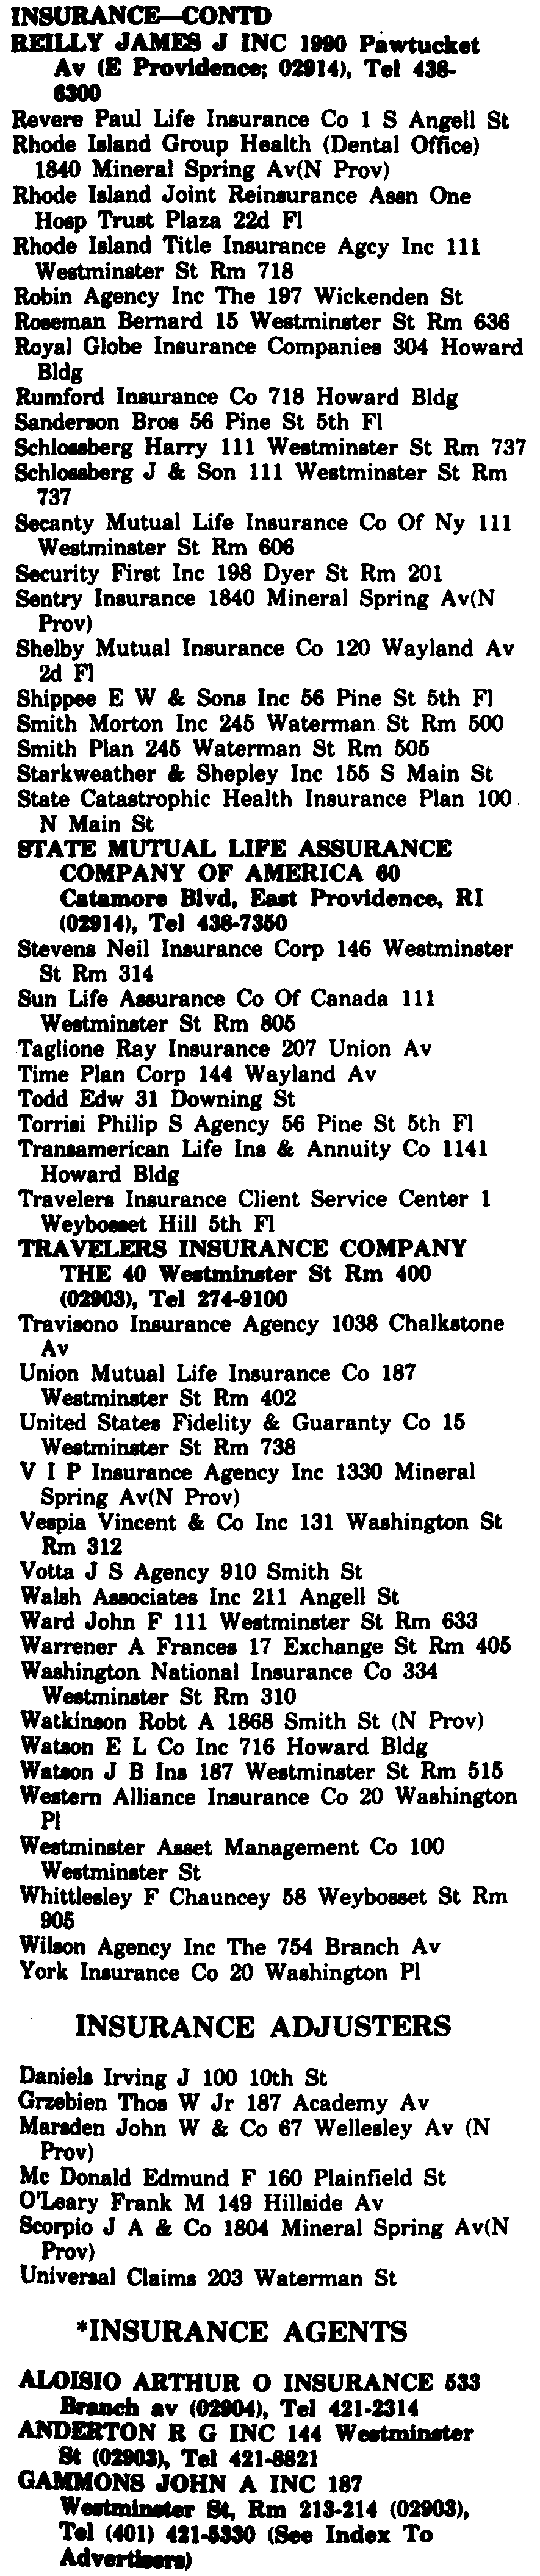 INSURANCE—CONTD
REILLY JAMES J INC 1990 Pawtucket
Av (E Providence; 02914), Tel 438-
6300
Revere Paul Life Insurance Co 1 S Angell St
Rhode Island Group Health (Dental Office)
1840 Mineral Spring Av(N Prov)
Rhode Island Joint Reinsurance Assn One
Hosp Trust Plaza 22d Fl
Rhode Island Title Insurance Agcy Inc 111
Westminster St Rm 718
Robin Agency Inc The 197 Wickenden St
Roseman Bernard 15 Westminster St Rm 636
Royal Globe Insurance Companies 304 Howard
Bldg
Rumford Insurance Co 718 Howard Bldg
Sanderson Bros 56 Pine St 5th Fl
Schlossberg Harry 111 Westminster St Rm 737
Schlossberg J & Son 111 Westminster St Rm
737
Secanty Mutual Life Insurance Co Of Ny 111
Westminster St Rm 606
Security First Inc 198 Dyer St Rm 201
Sentry Insurance 1840 Mineral Spring Av(N
Prov)
Shelby Mutual Insurance Co 120 Wayland Av
2d Fl
Shippee E W & Sons Inc 56 Pine St 5th Fl
Smith Morton Inc 245 Waterman St Rm 500
Smith Plan 245 Waterman St Rm 505
Starkweather & Shepley Inc 155 S Main St
State Catastrophic Health Insurance Plan 100
N Main St
STATE MUTUAL LIFE ASSURANCE
COMPANY OF AMERICA 60
Catamore Blvd, East Providence, RI
(02914), Tel 438-7350
Stevens Neil Insurance Corp 146 Westminster
St Rm 314
Sun Life Assurance Co Of Canada 111
Westminster St Rm 805
Taglione Ray Insurance 207 Union Av
Time Plan Corp 144 Wayland Av
Todd Edw 31 Downing St
Torrisi Philip S Agency 56 Pine St 5th Fl
Transamerican Life Ins & Annuity Co 1141
Howard Bldg
Travelers Insurance Client Service Center 1
Weybosset Hill 5th Fl
TRAVELERS INSURANCE COMPANY
THE 40 Westminster St Rm 400
(02903), Tel 274-9100
Travisono Insurance Agency 1038 Chalkstone
Av
Union Mutual Life Insurance Co 187
Westminster St Rm 402
United States Fidelity & Guaranty Co 15
Westminster St Rm 738
V I P Insurance Agency Inc 1330 Mineral
Spring Av(N Prov)
Vespia Vincent & Co Inc 131 Washington St
Rm 312
Votta J S Agency 910 Smith St
Walsh Associates Inc 211 Angell St
Ward John F 111 Westminster St Rm 633
Warrener A Frances 17 Exchange St Rm 405
Washington National Insurance Co 334
Westminster St Rm 310
Watkinson Robt A 1868 Smith St (N Prov)
Watson E L Co Inc 716 Howard Bldg
Watson J B Ins 187 Westminster St Rm 515
Western Alliance Insurance Co 20 Washington
Pl
Westminster Asset Management Co 100
Westminster St
Whittlesley F Chauncey 58 Weybosset St Rm
905
Wilson Agency Inc The 754 Branch Av
York Insurance Co 20 Washington Pl
INSURANCE ADJUSTERS
Daniels Irving J 100 10th St
Grzebien Thos W Jr 187 Academy Av
Marsden John W & Co 67 Wellesley Av (N
Prov)
Mc Donald Edmund F 160 Plainfield St
O'Leary Frank M 149 Hillside Av
Scorpio J A & Co 1804 Mineral Spring Av(N
Prov)
Universal Claims 203 Waterman St
*INSURANCE AGENTS
ALOISIO ARTHUR O INSURANCE 533
Branch av (02904), Tel 421-2314
ANDERTON R G INC 144 Westminster
St (02903), Tel 421-8821
GAMMONS JOHN A INC 187
Westminster St, Rm 213-214 (02903),
Tel (401) 421-5330 (See Index To
Advertisers)